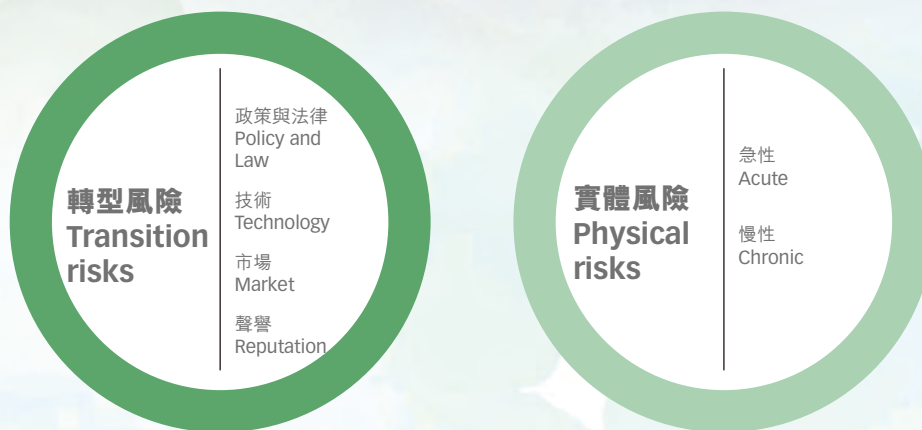 轉型風險
Transition
risks
政策與法律
Policy and
Law
技術
Technology
市場
Market
聲譽
Reputation
實體風險
Physical
risks
急性
Acute
慢性
Chronic